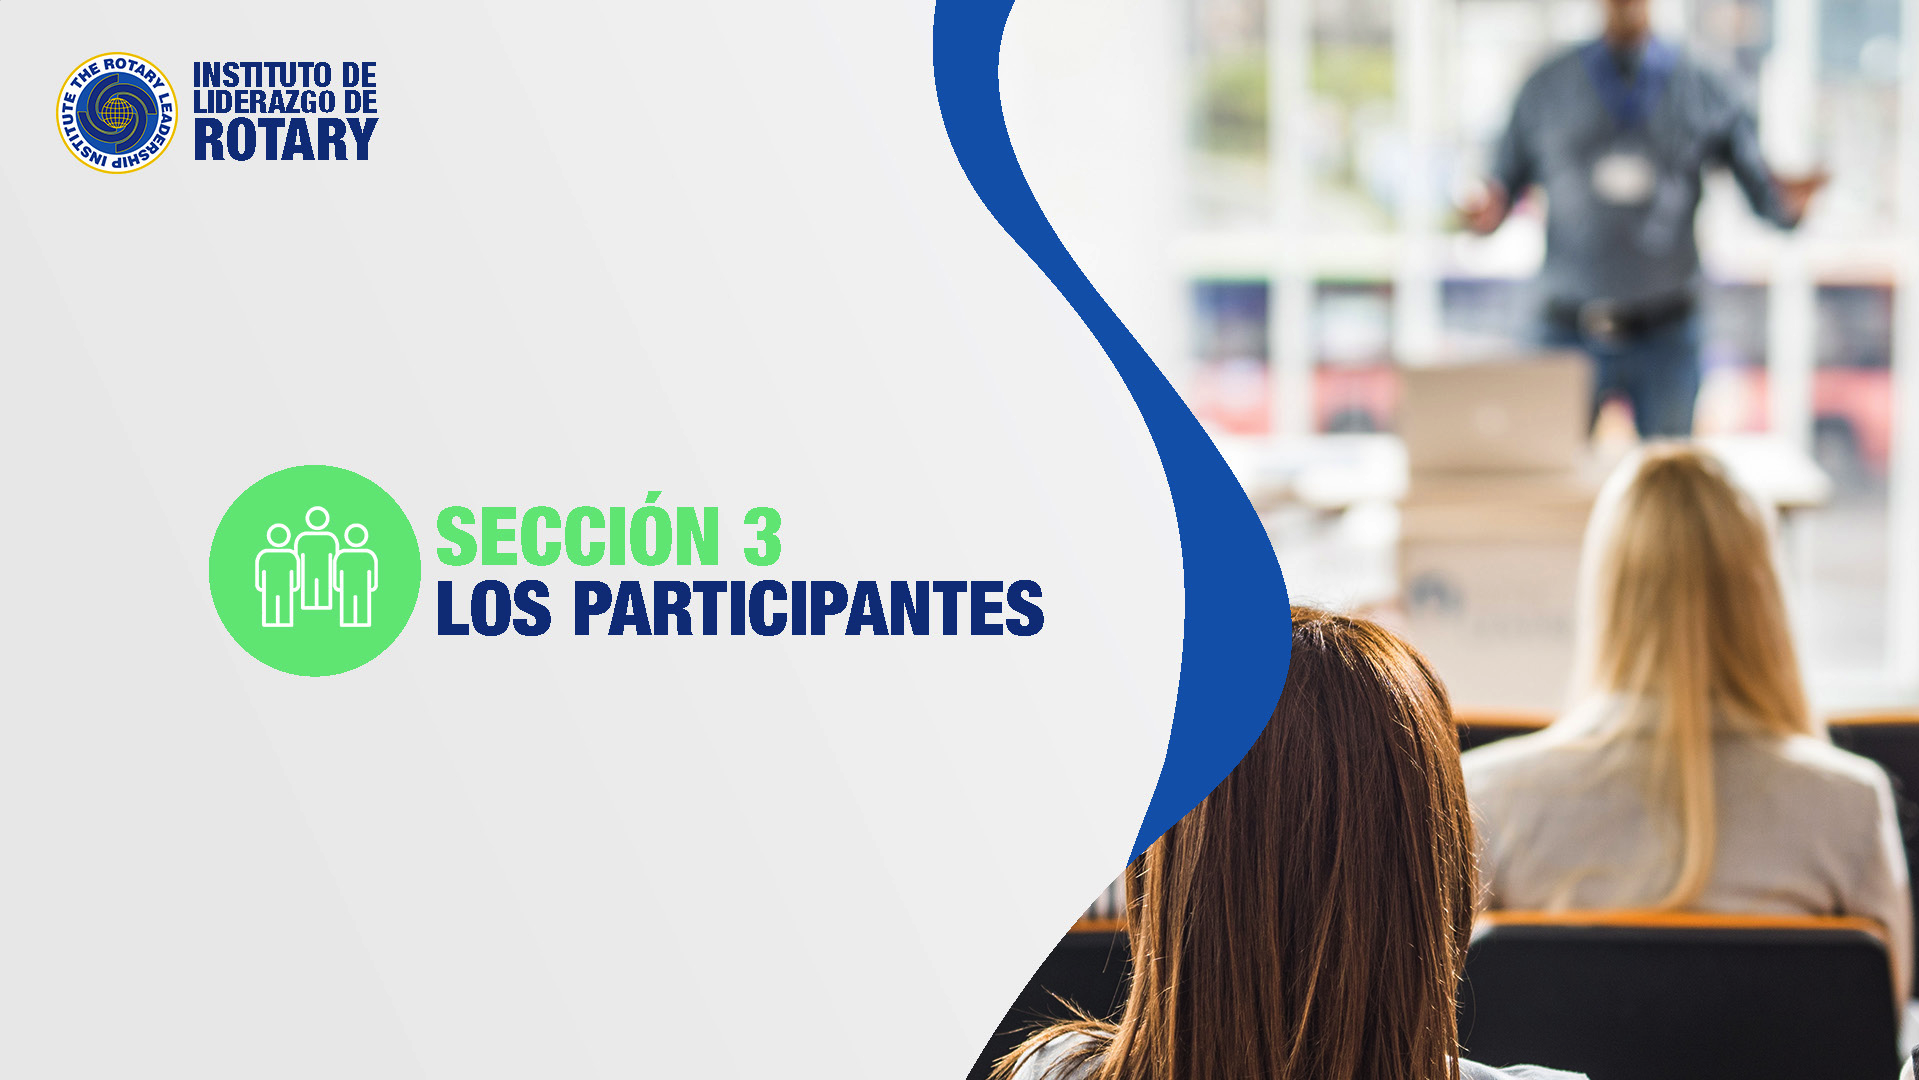 THE ROTARY LEADERSHIP INSTITUTE
INSTITUTO DE
LIDERAZGO DE
ROTARY
SECCIÓN 3
LOS PARTICIPANTES